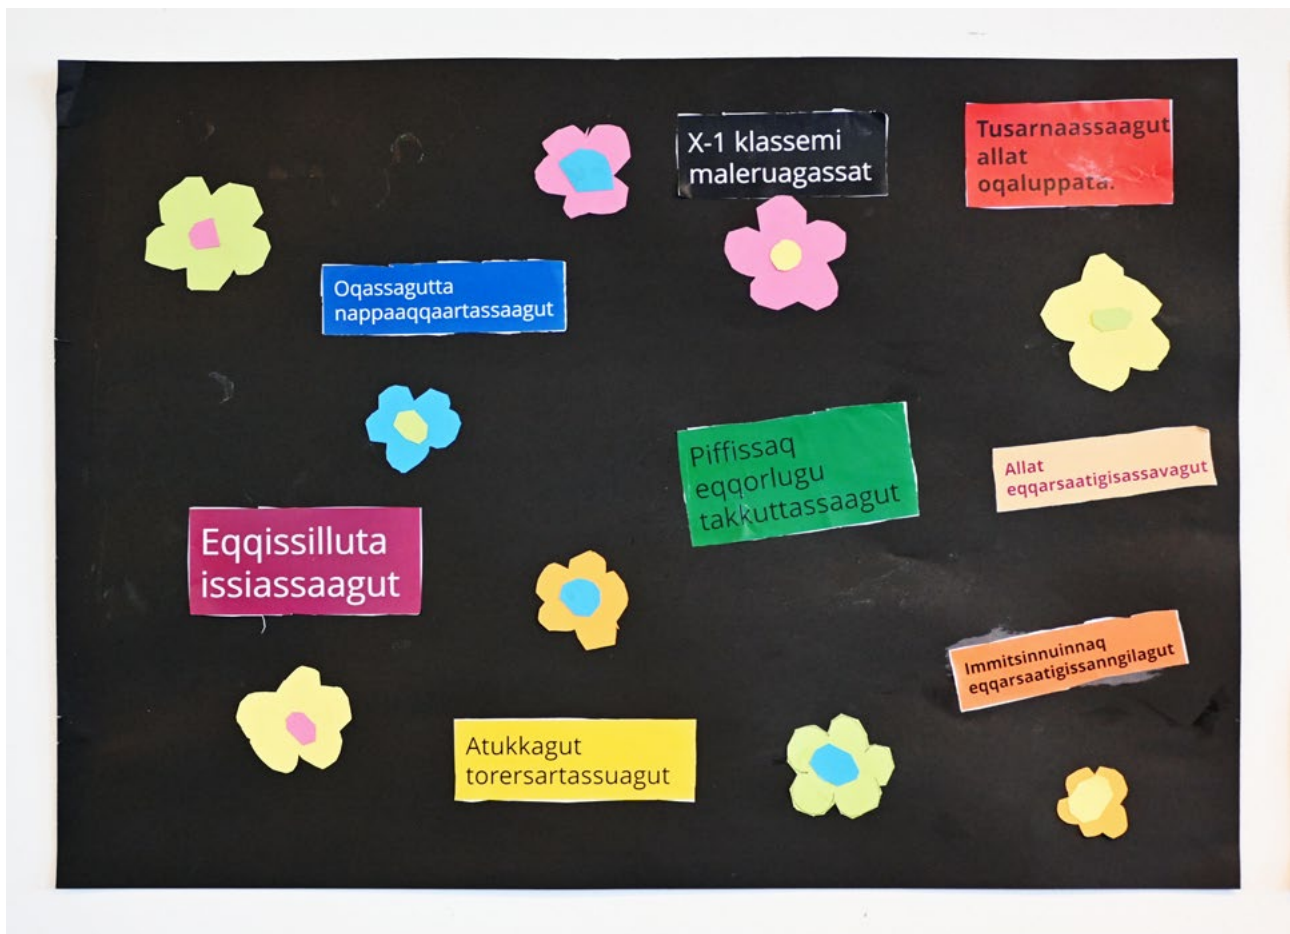 X-1 klassemi
maleruagassat
Tusarnaassaagut
allat
oqaluppata.
Oqassagutta
nappaaqqaartassaagut
Piffissaq
eqqorlugu
takkuttassaagut
Allat
eqqarsaatigisassavagut
Eqqissilluta
issiassaagut
Immitsinnuinnaq
eqqarsaatigissanngilagut
Atukkagut
torersartassuagut